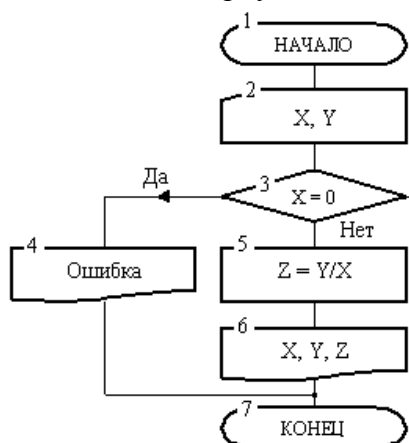 1
НАЧАЛО
2
X, Y
3
X = 0
Да
Нет
4
Ошибка
5
Z = Y/X
6
X, Y, Z
7
КОНЕЦ